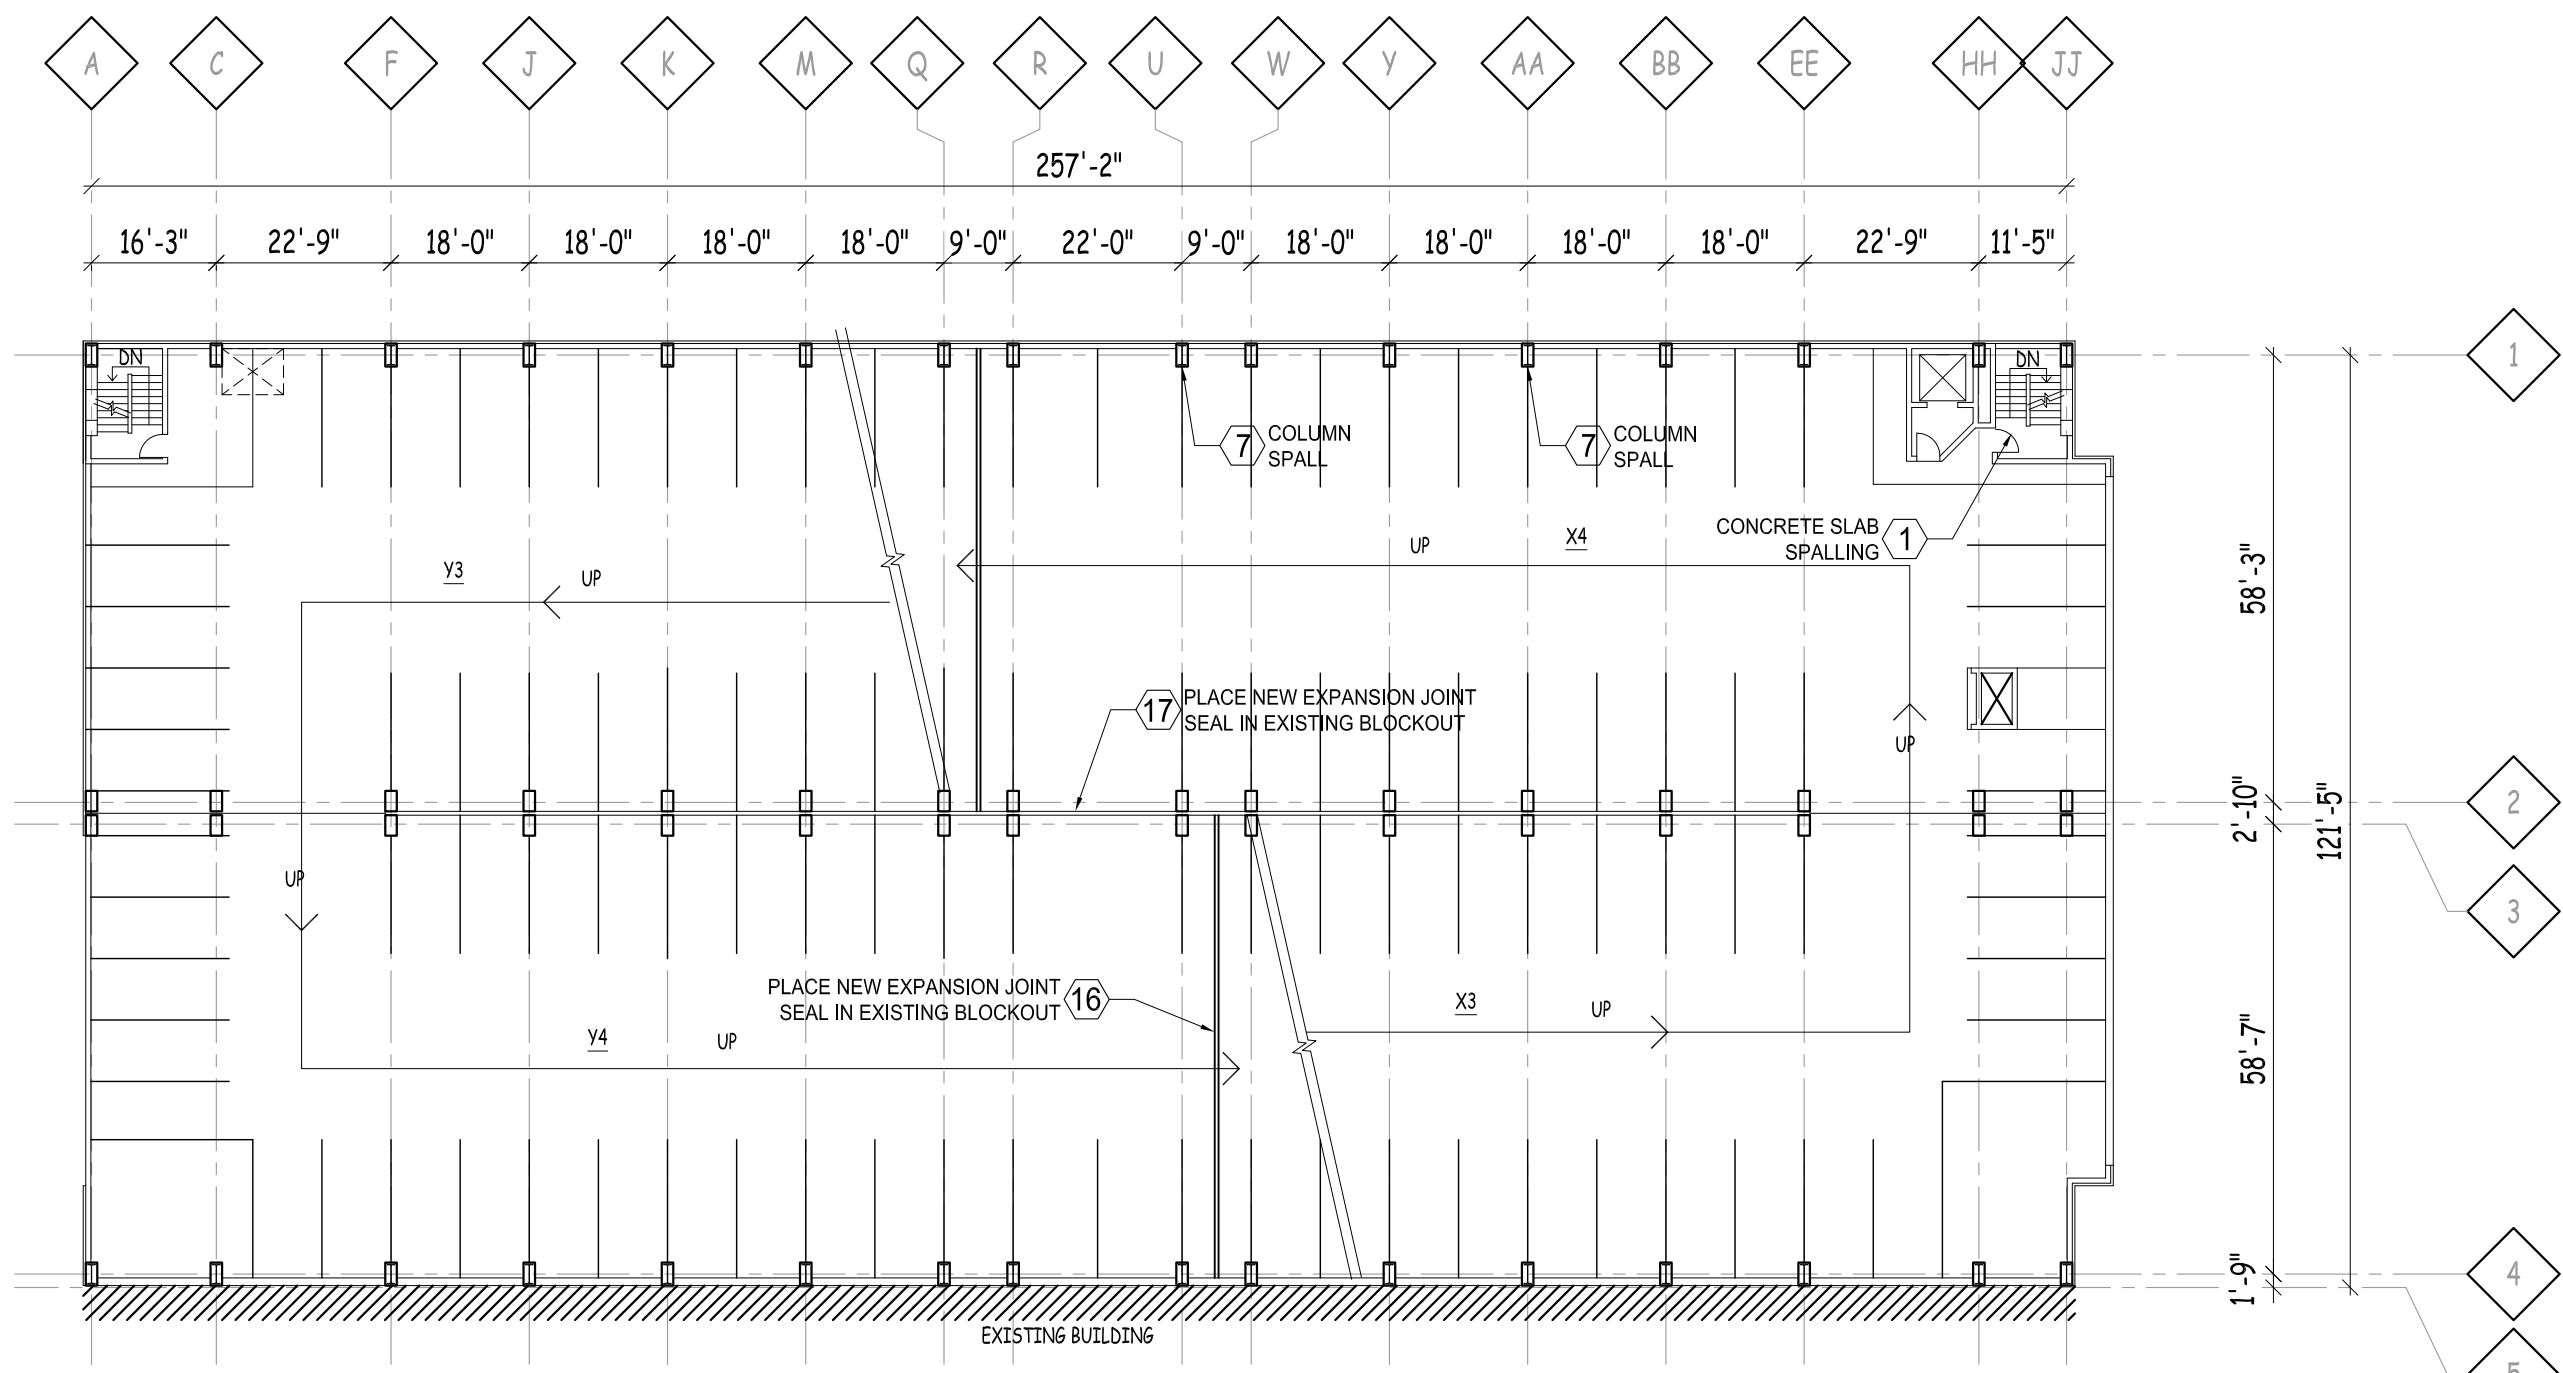 A C F J K M Q R U W Y AA BB EE HH JJ
257'-2"
16'-3" 22'-9" 18'-0" 18'-0" 18'-0" 18'-0" 9'-0" 22'-0" 9'-0" 18'-0" 18'-0" 18'-0" 18'-0" 22'-9" 11'-5"
1
DN
DN
7 COLUMN
SPALL
7 COLUMN
SPALL
CONCRETE SLAB
SPALLING 1
UP
X4
Y3
UP
58'-3"
17 PLACE NEW EXPANSION JOINT
SEAL IN EXISTING BLOCKOUT
UP
2
2'-10"
121'-5"
UP
3
PLACE NEW EXPANSION JOINT
SEAL IN EXISTING BLOCKOUT 16
X3
UP
Y4
UP
58'-7"
4
1'-9"
EXISTING BUILDING